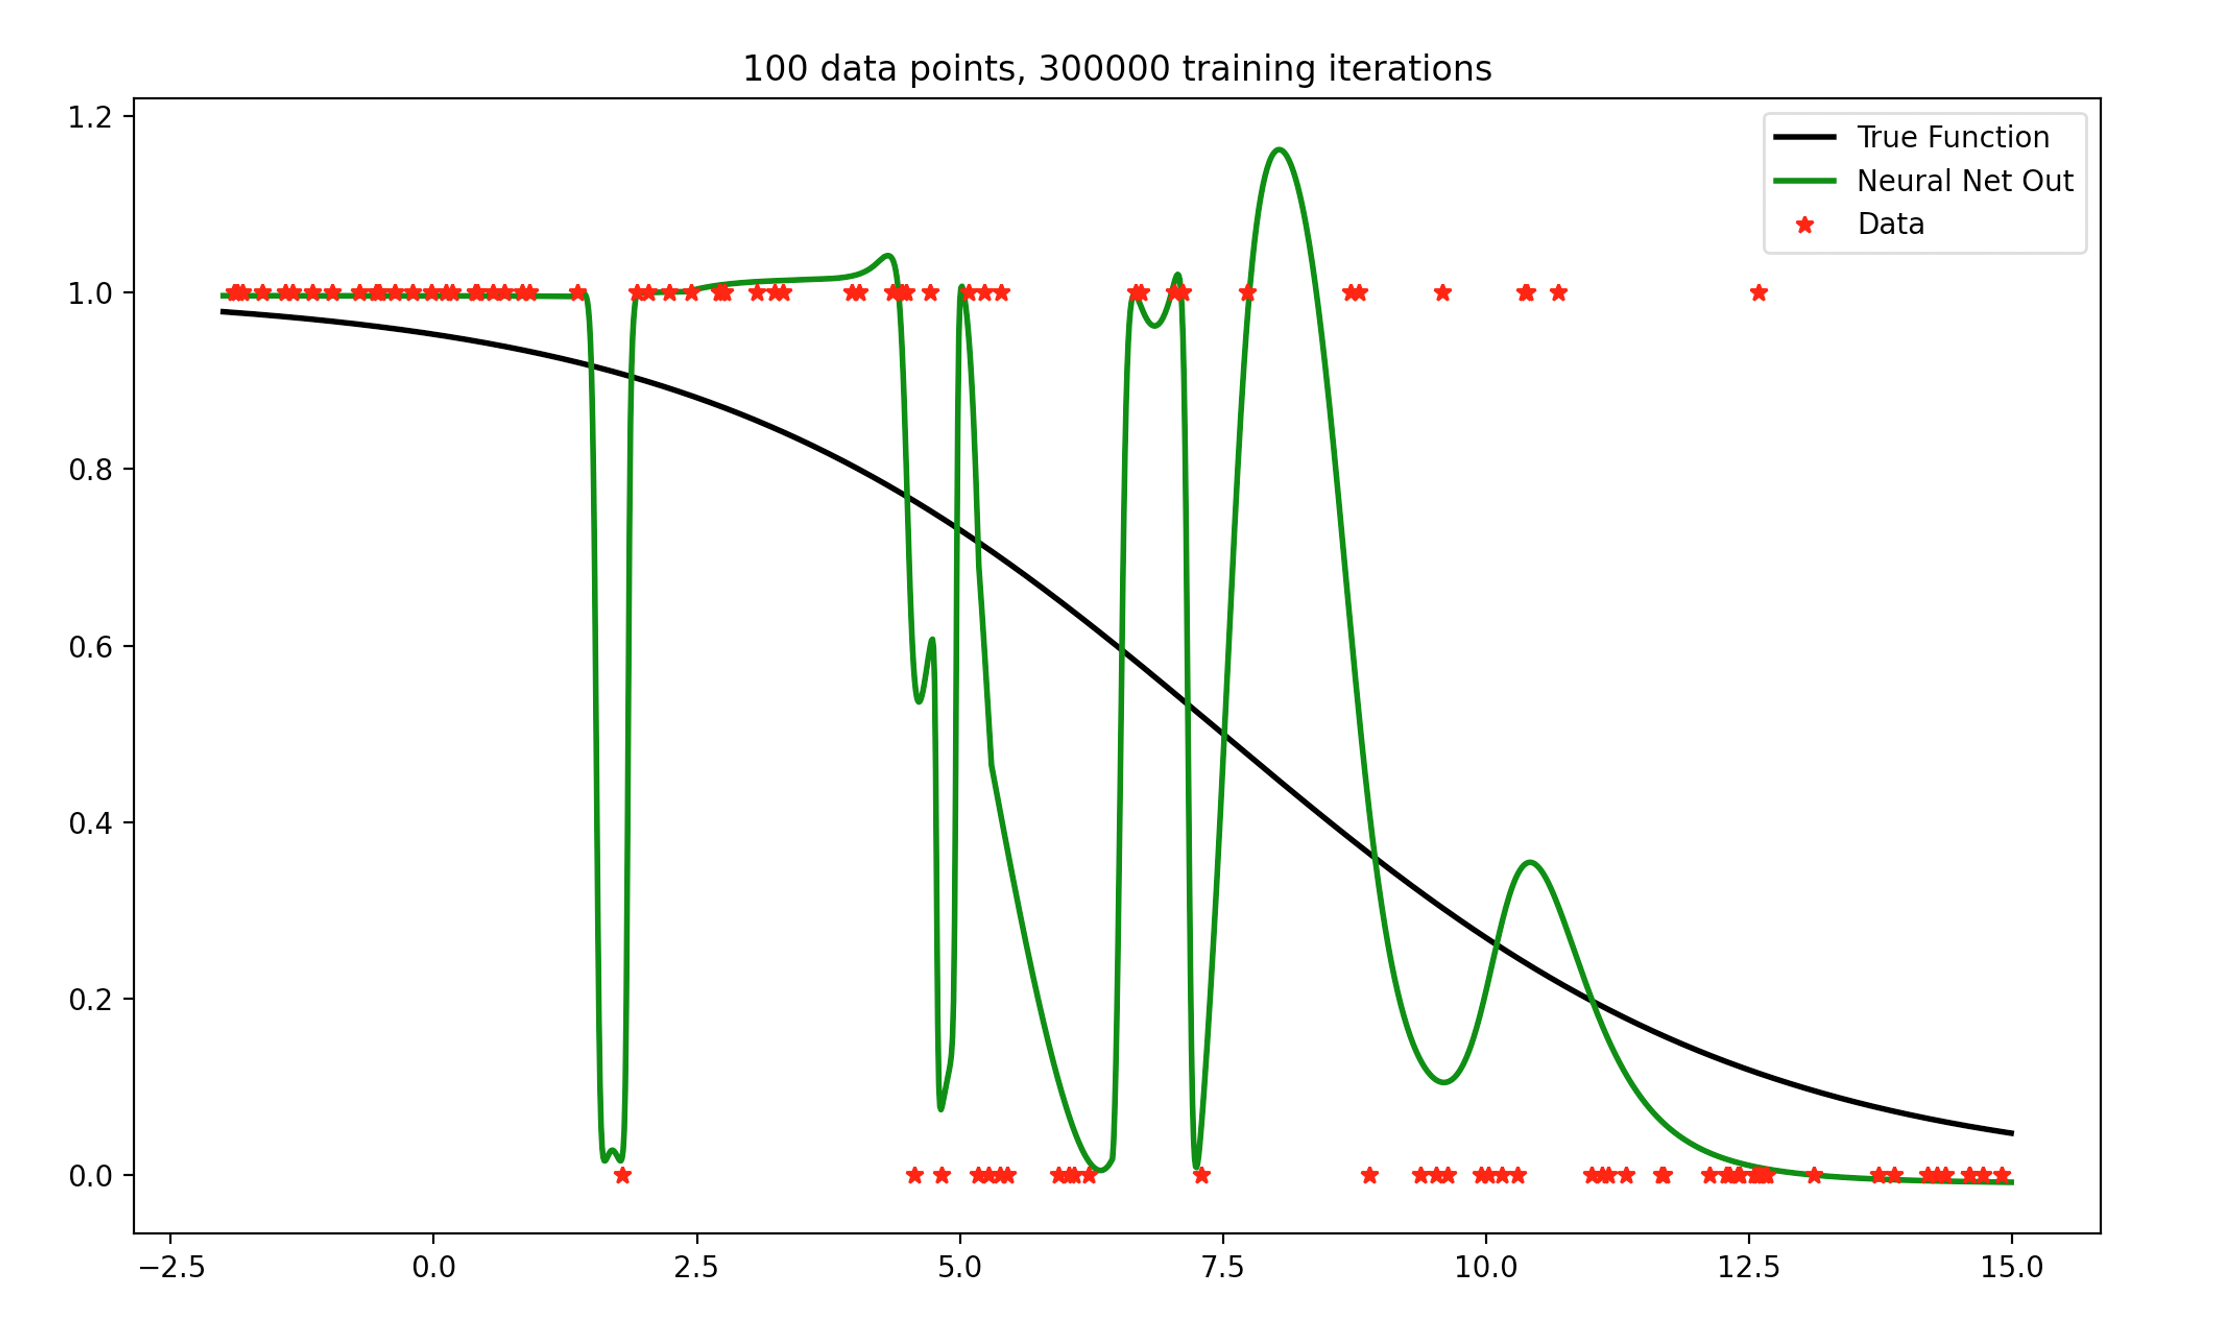 100 data points, 300000 training iterations
True Function
Neural Net Out
Data
1.2
1.0
0.8
0.6
0.4
0.2
0.0
−2.5 0.0 2.5 5.0 7.5 10.0 12.5 15.0